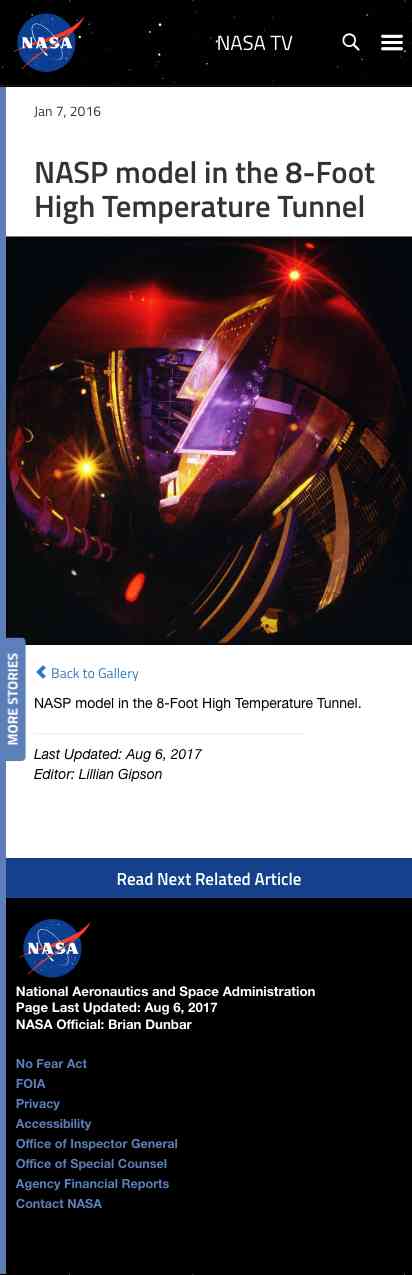 NASA
NASA TV
Jan 7, 2016
NASP model in the 8-Foot
High Temperature Tunnel
MORE STORIES
Back to Gallery
NASP model in the 8-Foot High Temperature Tunnel.
Last Updated: Aug 6, 2017
Editor: Lillian Gipson
Read Next Related Article
NASA
National Aeronautics and Space Administration
Page Last Updated: Aug 6, 2017
NASA Official: Brian Dunbar
No Fear Act
FOIA
Privacy
Accessibility
Office of Inspector General
Office of Special Counsel
Agency Financial Reports
Contact NASA